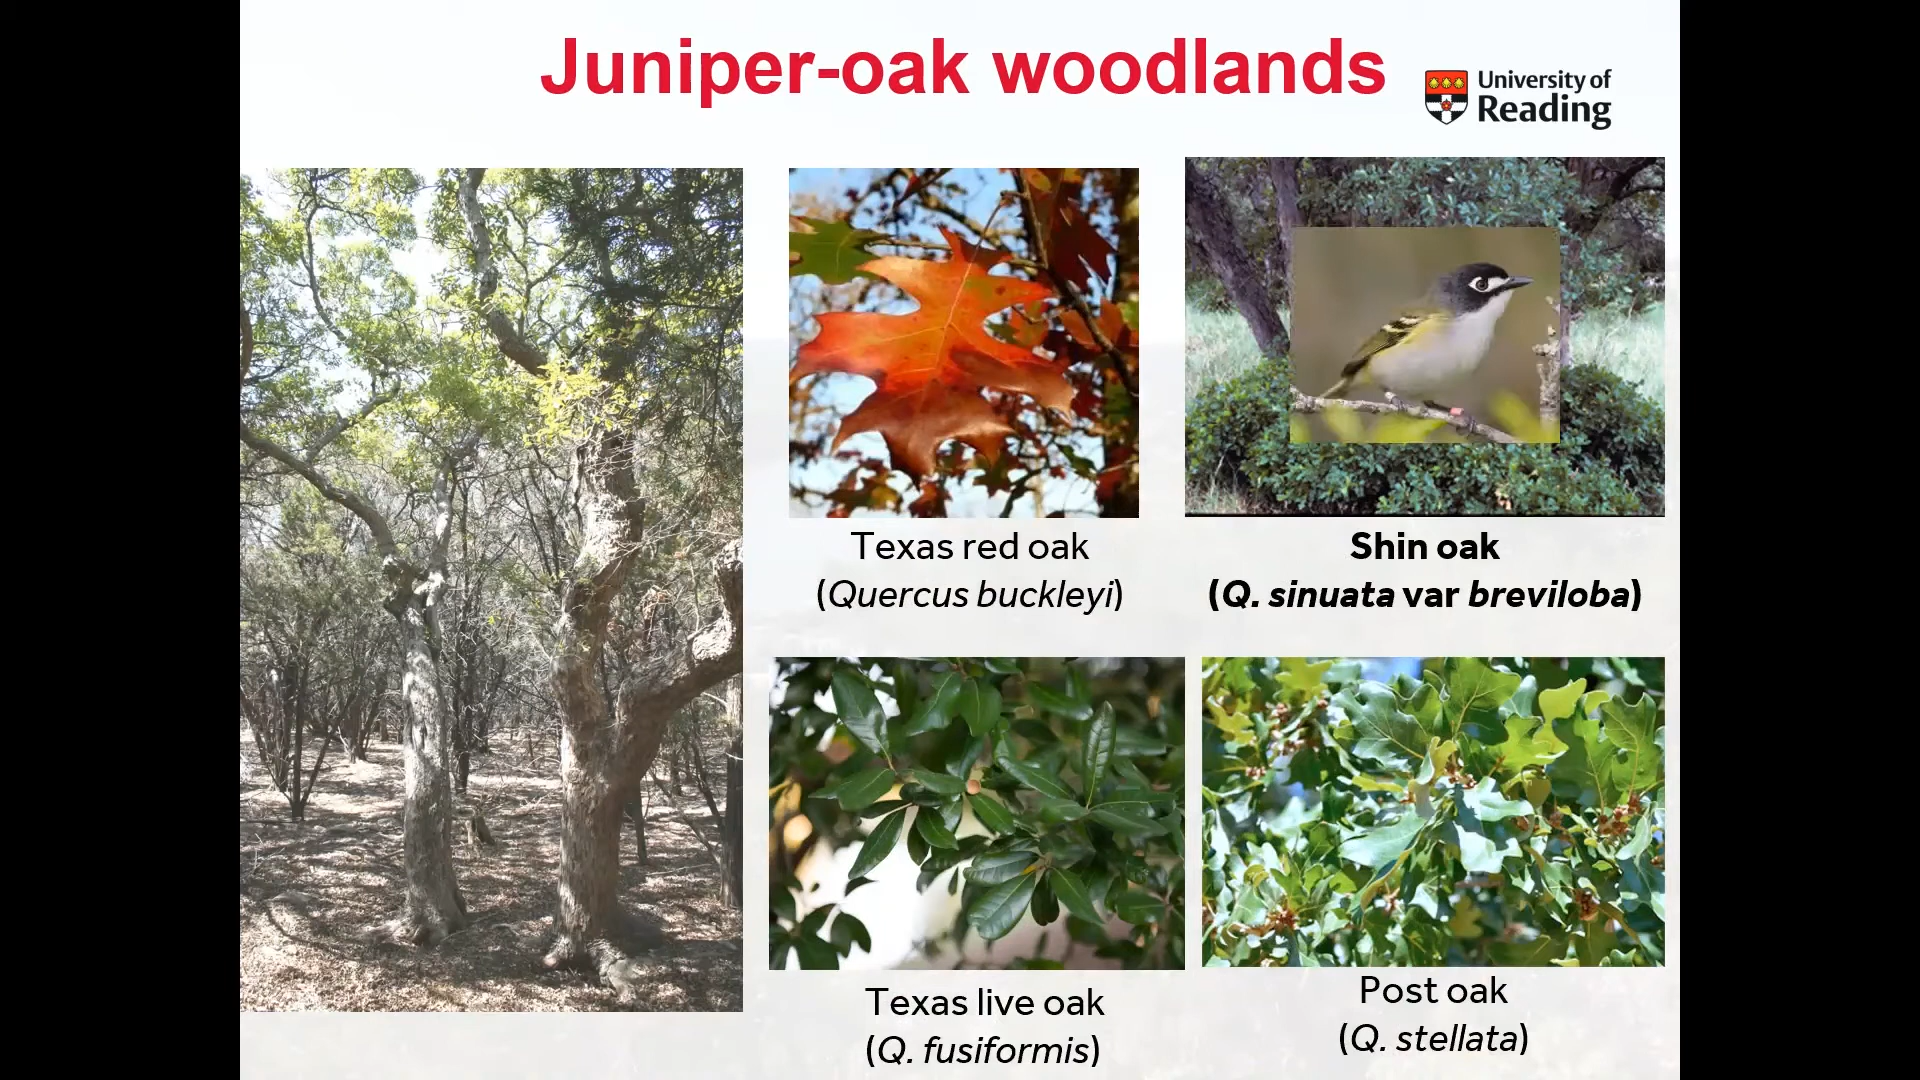 Juniper-oak woodlands
University of
Reading
Texas red oak
(Quercus buckleyi)
Shin oak
(Q. sinuata var breviloba)
Texas live oak
(Q. fusiformis)
Post oak
(Q. stellata)